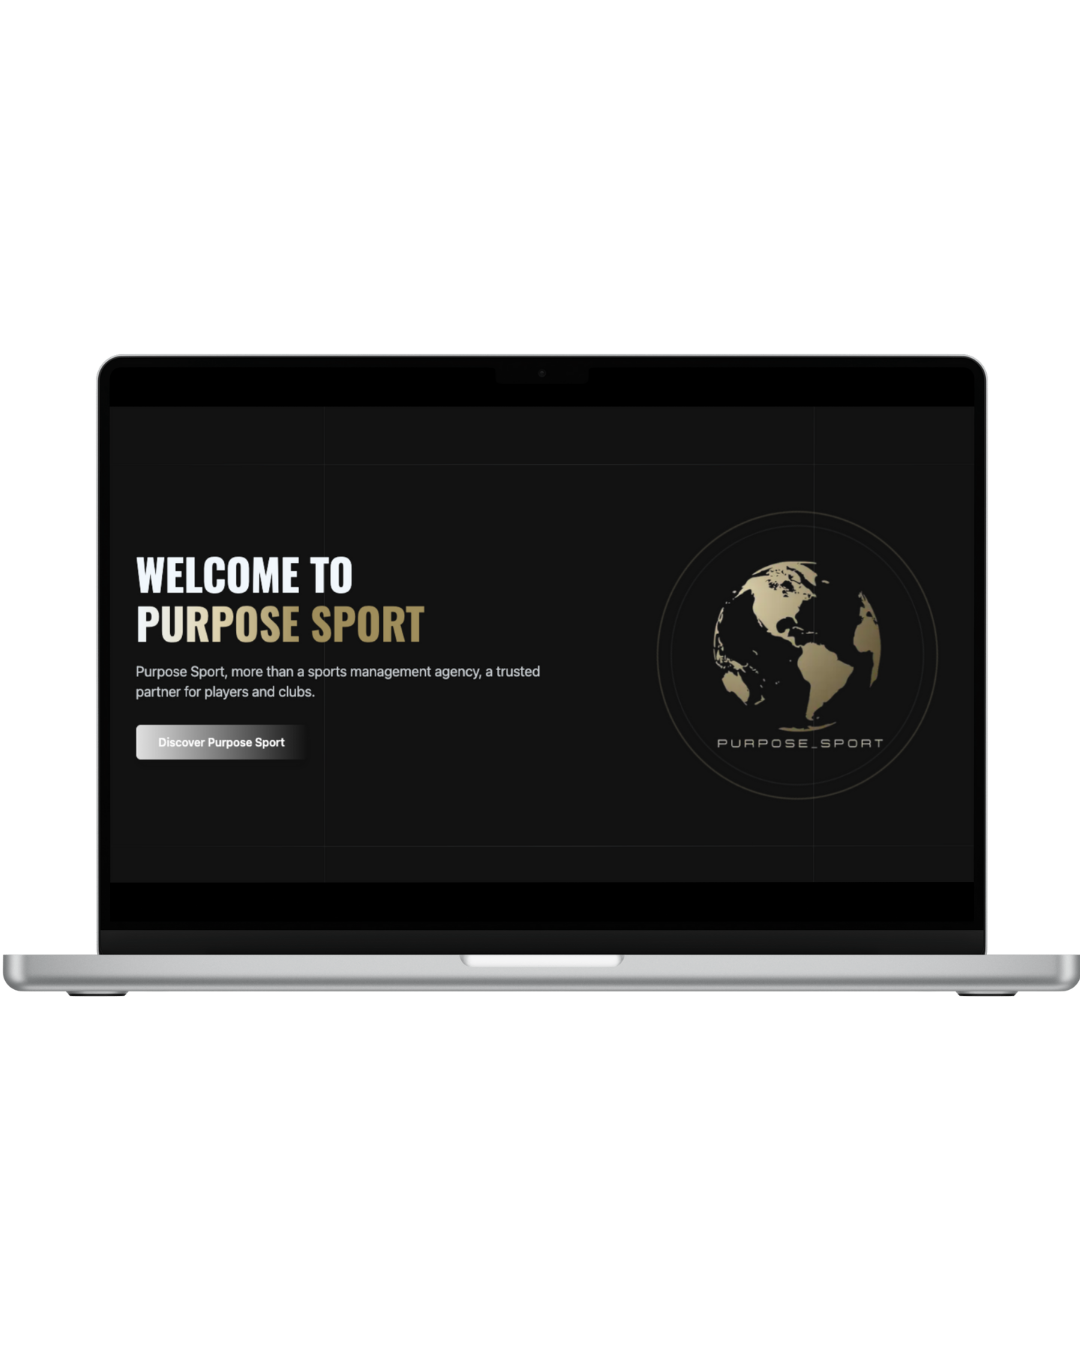 WELCOME TO
PURPOSE SPORT
Purpose Sport, more than a sports management agency, a trusted
partner for players and clubs.
Discover Purpose Sport
PURPOSE_SPORT